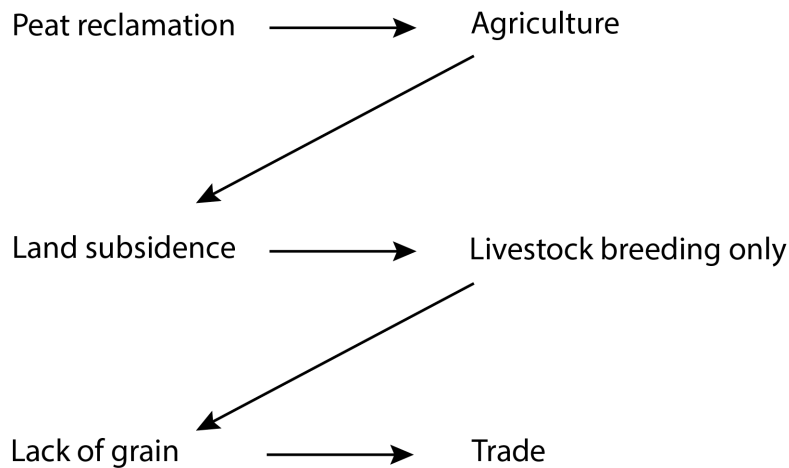 Peat reclamation
Agriculture
Land subsidence
Livestock breeding only
Lack of grain
Trade